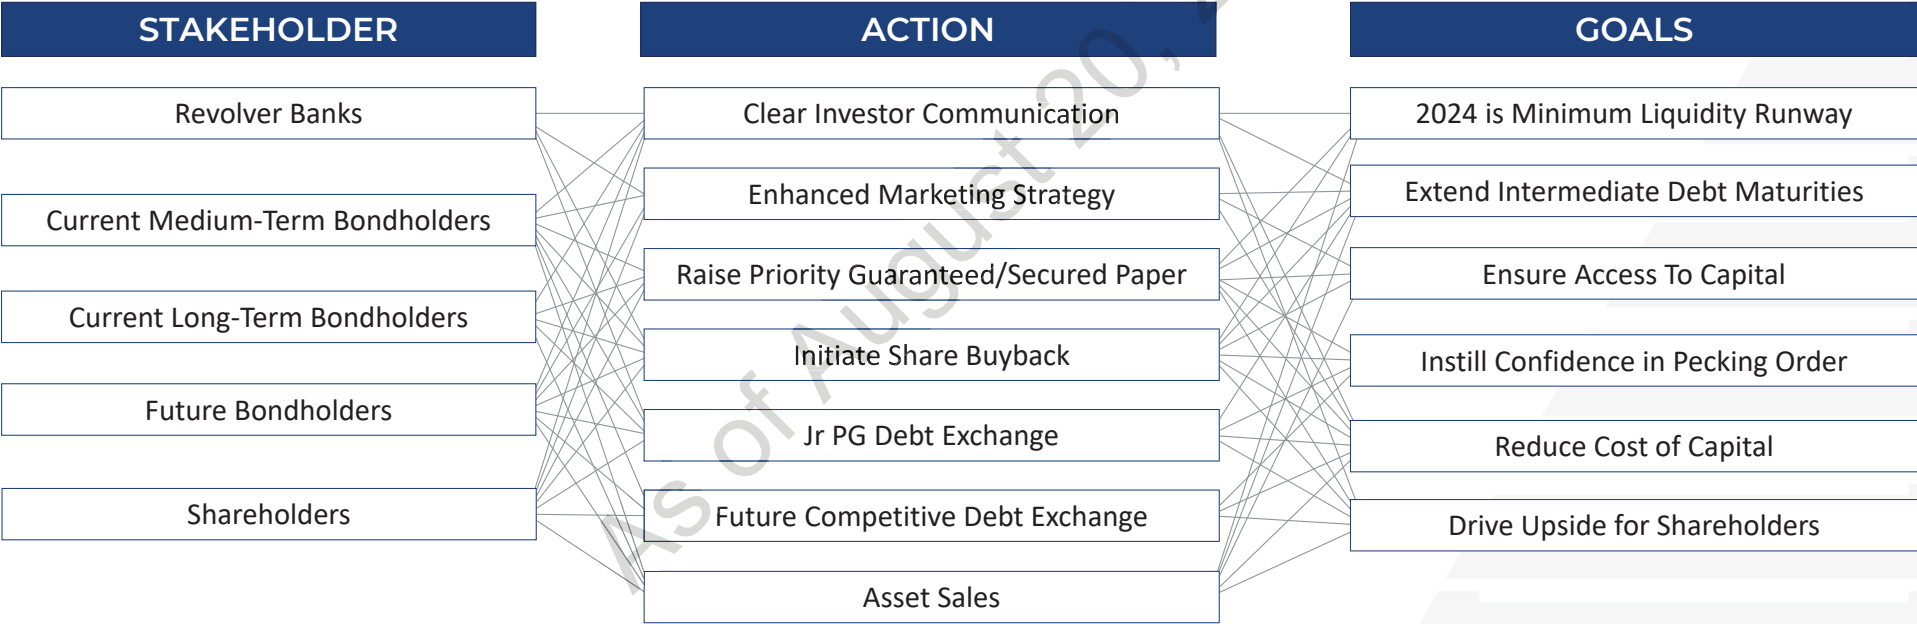 STAKEHOLDER
Revolver Banks
Current Medium-Term Bondholders
Current Long-Term Bondholders
Future Bondholders
Shareholders
ACTION
Clear Investor Communication
Enhanced Marketing Strategy
Raise Priority Guaranteed/Secured Paper
Initiate Share Buyback
Jr PG Debt Exchange
Future Competitive Debt Exchange
Asset Sales
GOALS
2024 is Minimum Liquidity Runway
Extend Intermediate Debt Maturities
Ensure Access To Capital
Instill Confidence in Pecking Order
Reduce Cost of Capital
Drive Upside for Shareholders
As of August 20,